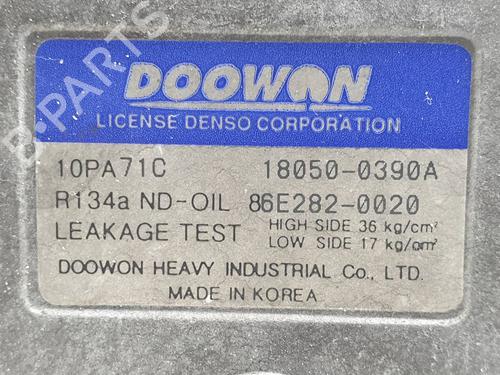 DOOWON
LICENSE DENSO CORPORATION
10PA71C 18050-0390A
R134a ND-OIL 86E282-0020
LEAKAGE TEST HIGH SIDE 36 kg/cm²
LOW SIDE 17 kg/cm²
DOOWON HEAVY INDUSTRIAL Co., LTD.
MADE IN KOREA
B-PARTS